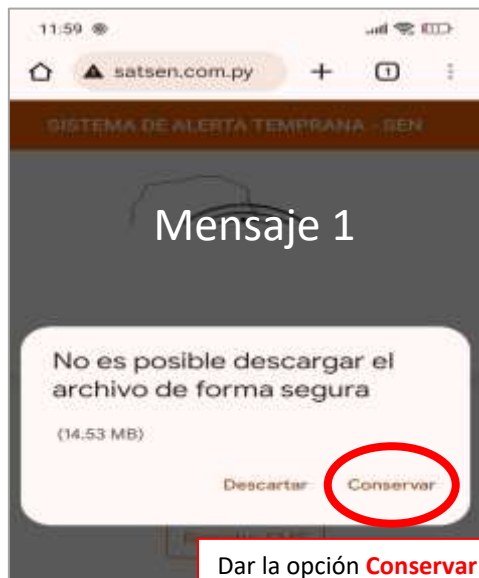 11:59
satsen.com.py
1
SISTEMA DE ALERTA TEMPRANA - SEN
Mensaje 1
No es posible descargar el
archivo de forma segura
(14.53 MB)
Descartar Conservar
Dar la opción Conservar